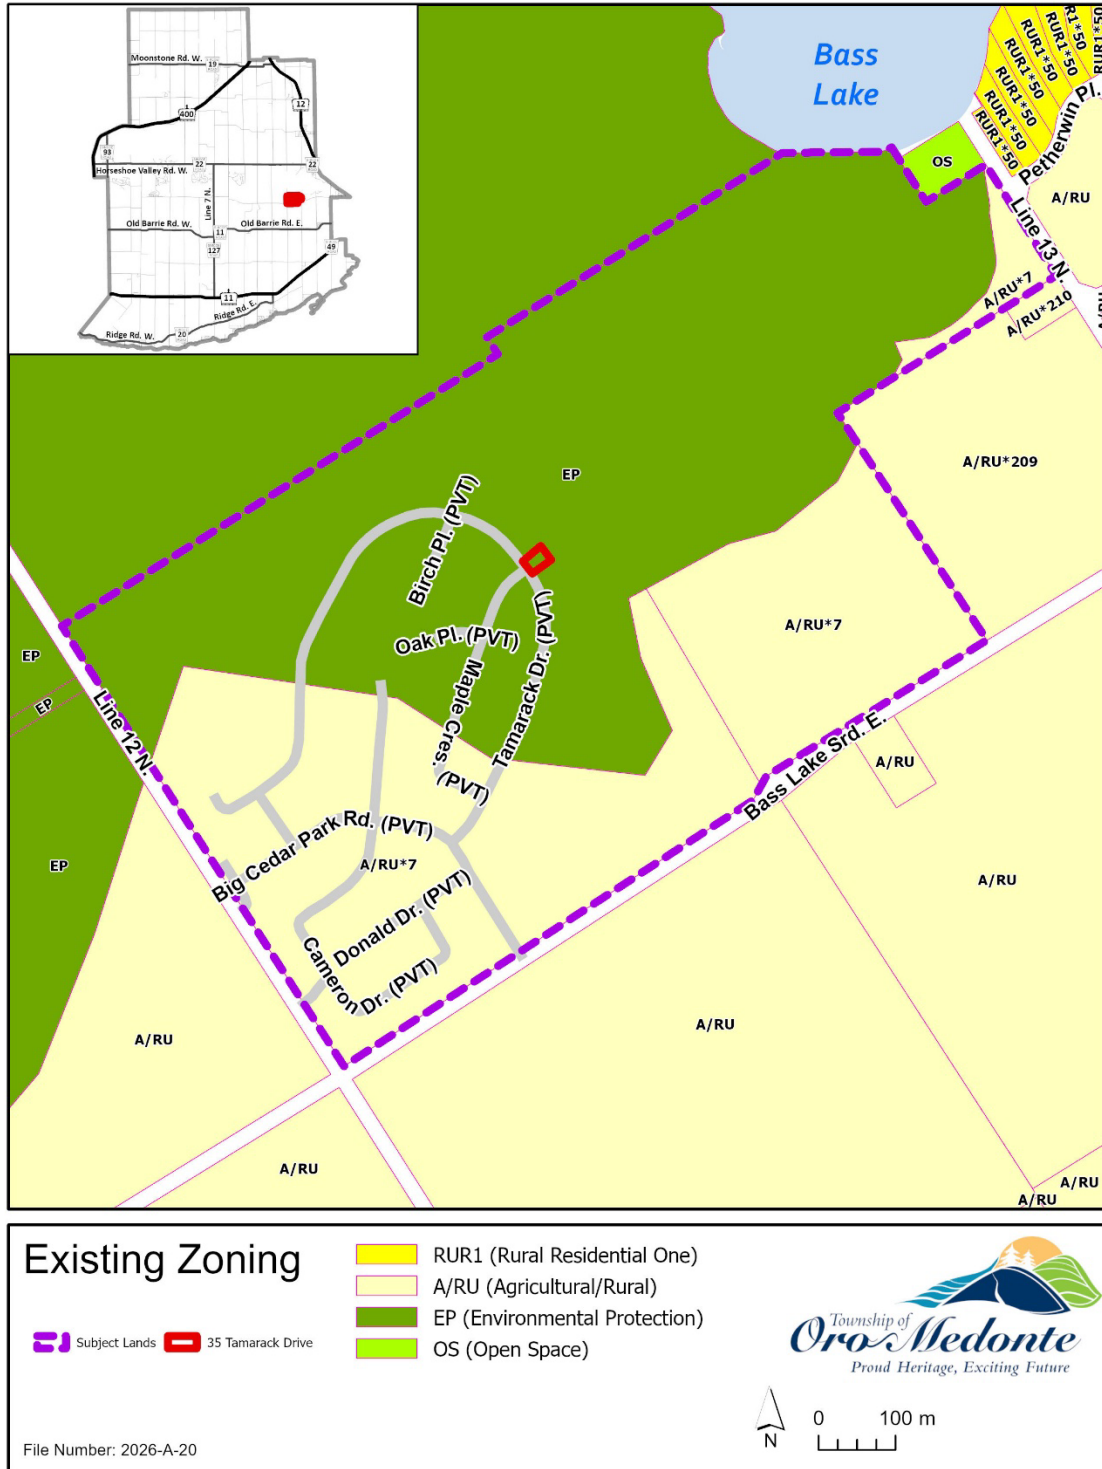 Moonstone Rd. W.
19
400
12
93
22
22
Horseshoe Valley Rd. W.
Line 7 N.
Old Barrie Rd. W.
11
Old Barrie Rd. E.
127
49
11
Ridge Rd. E.
Ridge Rd. W.
20
Bass
Lake
RUR1*50
RUR1*50
RUR1*50
RUR1*50
RUR1*50
RUR1*50
Petherwin Pl.
OS
A/RU
Line 13 N.
A/RU*7
A/RU*210
A/RU
A/RU*209
EP
Birch Pl. (PVT)
Oak Pl. (PVT)
Maple Cres. (PVT)
Tamarack Dr. (PVT)
A/RU*7
EP
EP
Line 12 N.
Bass Lake Srd. E.
A/RU
Big Cedar Park Rd. (PVT)
A/RU*7
EP
Donald Dr. (PVT)
Cameron Dr. (PVT)
A/RU
A/RU
A/RU
A/RU
A/RU
A/RU
Existing Zoning
Subject Lands
35 Tamarack Drive
RUR1 (Rural Residential One)
A/RU (Agricultural/Rural)
EP (Environmental Protection)
OS (Open Space)
Township of
Oro-Medonte
Proud Heritage, Exciting Future
N
0 100 m
File Number: 2026-A-20